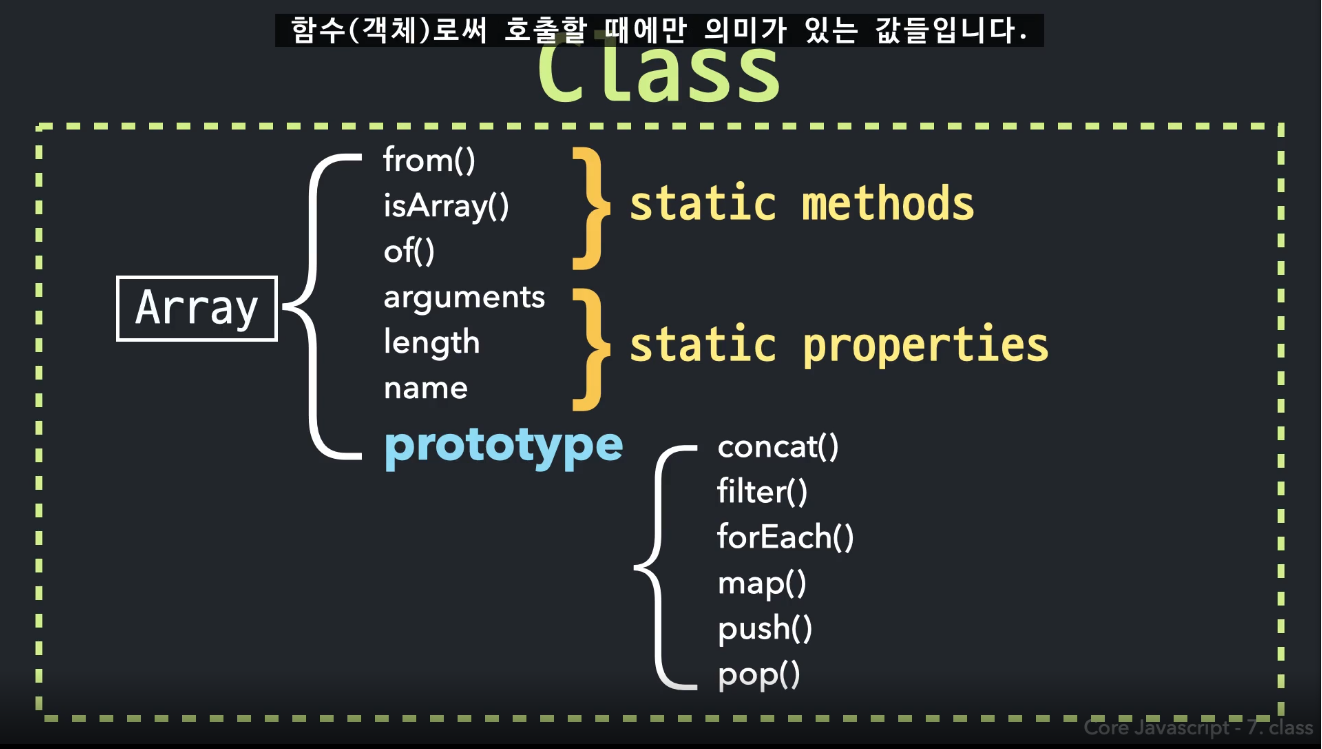 함수(객체)로써 호출할 때에만 의미가 있는 값들입니다.
Class
from()
isArray()
of()
static methods
Array
arguments
length
name
static properties
prototype
concat()
filter()
forEach()
map()
push()
pop()
Core Javascript - 7. class